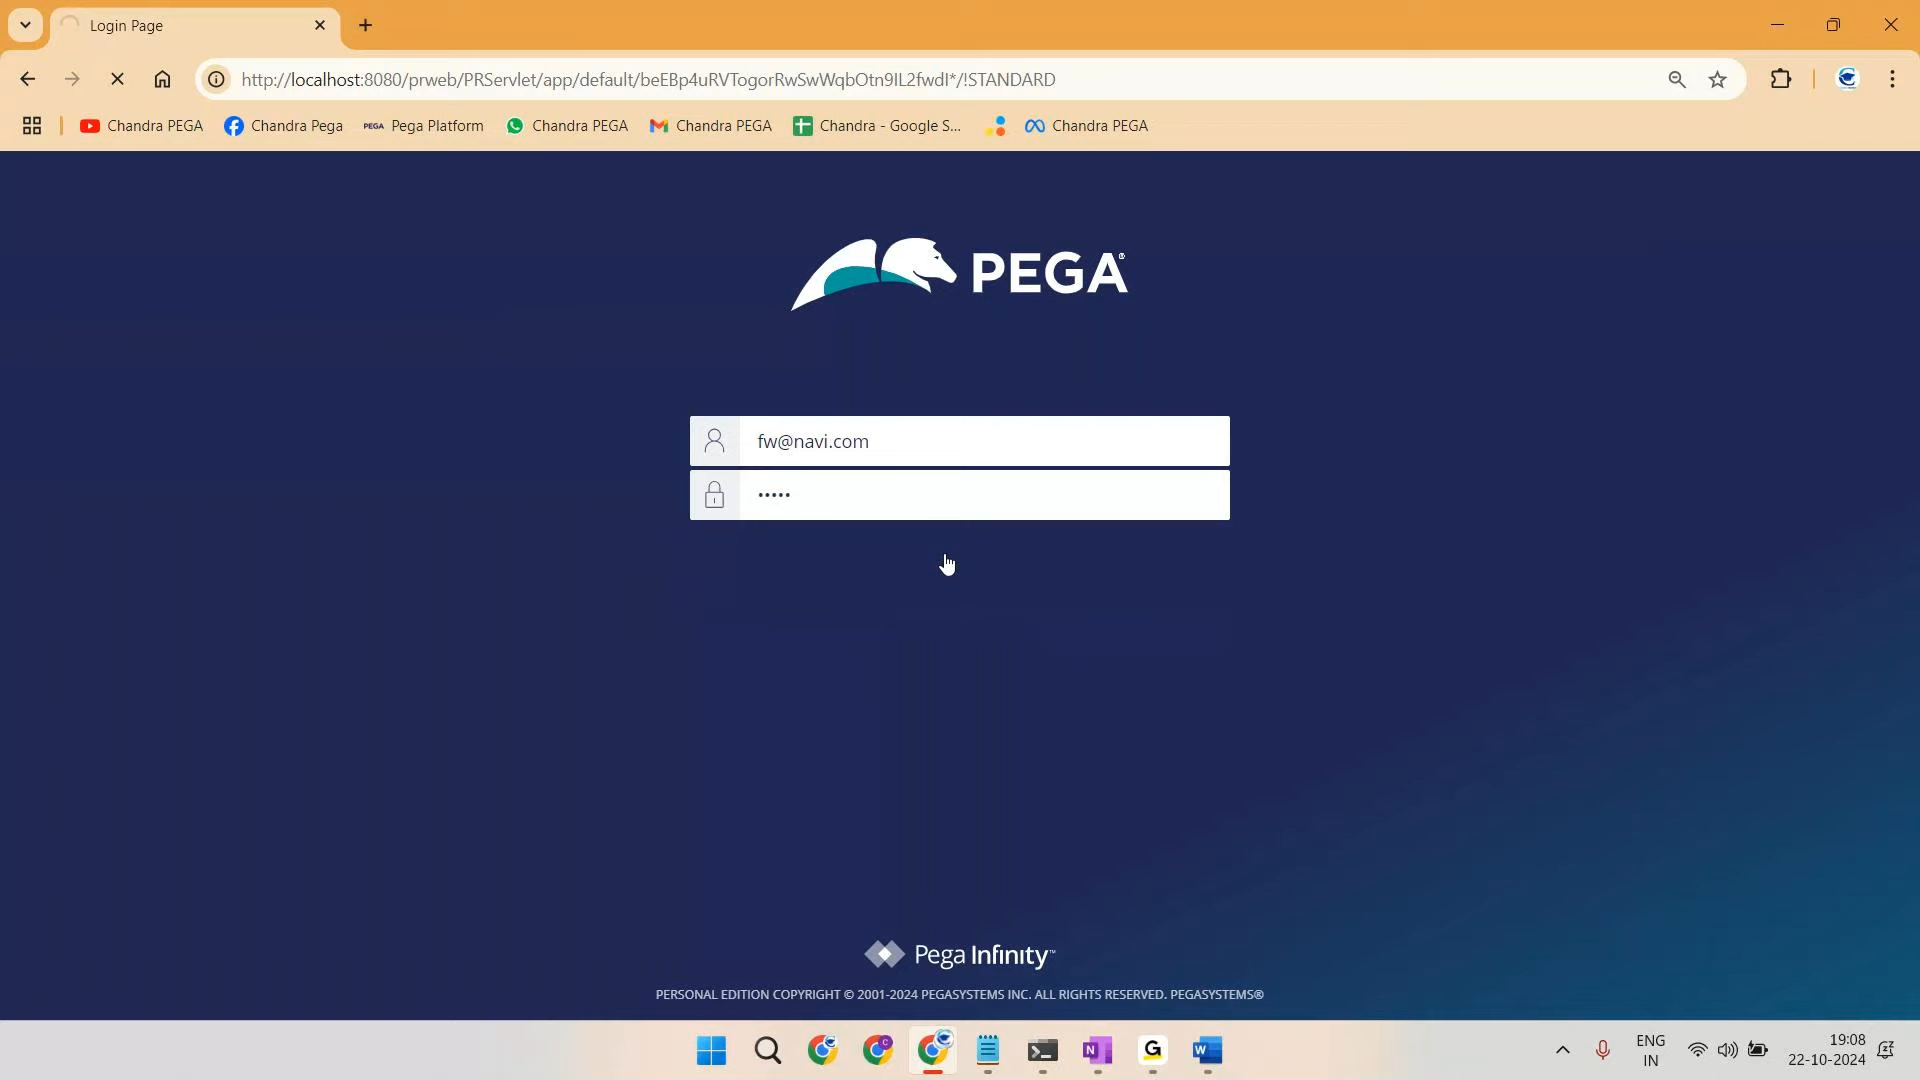 Login Page
http://localhost:8080/prweb/PRServlet/app/default/beEBp4uRVTogorRwSwWqbOtn9IL2fwdI*/!STANDARD
Chandra PEGA
Chandra Pega
PEGA Pega Platform
Chandra PEGA
Chandra PEGA
Chandra - Google S...
Chandra PEGA
PEGA®
fw@navi.com
•••••
Pega Infinity™
PERSONAL EDITION COPYRIGHT © 2001-2024 PEGASYSTEMS INC. ALL RIGHTS RESERVED. PEGASYSTEMS®
ENG
IN
19:08
22-10-2024